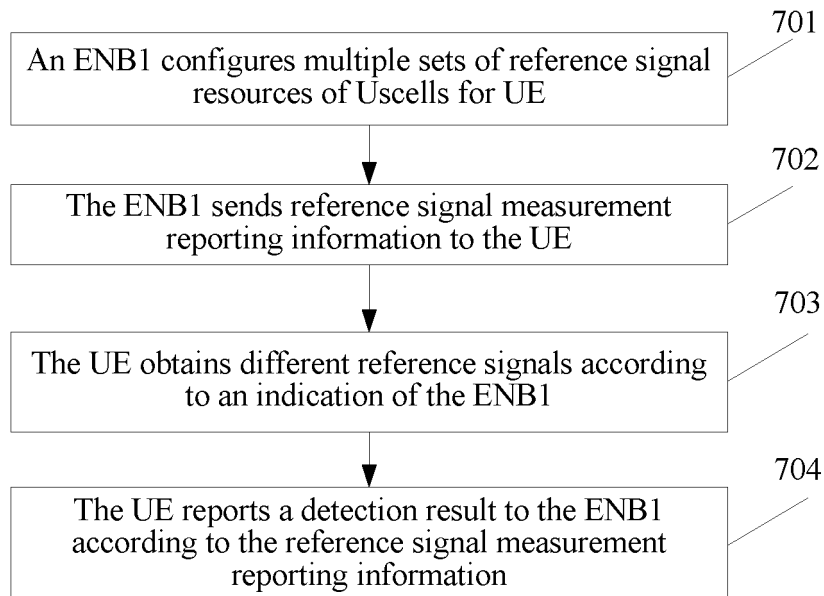 701
An ENB1 configures multiple sets of reference signal
resources of Uscells for UE
702
The ENB1 sends reference signal measurement
reporting information to the UE
703
The UE obtains different reference signals according
to an indication of the ENB1
704
The UE reports a detection result to the ENB1
according to the reference signal measurement
reporting information